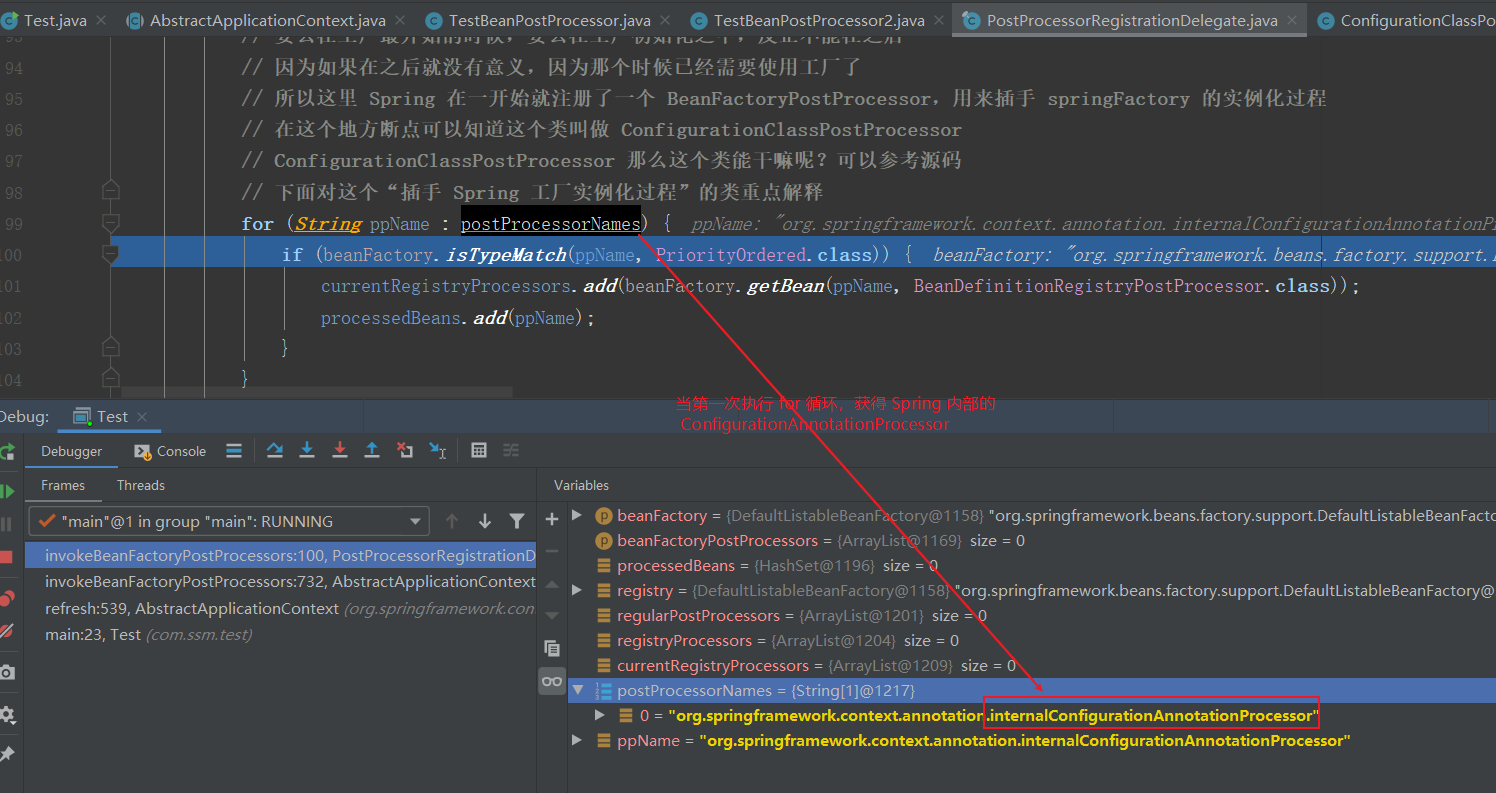 Test.java
AbstractApplicationContext.java
TestBeanPostProcessor.java
TestBeanPostProcessor2.java
PostProcessorRegistrationDelegate.java
ConfigurationClassPo
94 // 因为如果在之后就没有意义，因为那个时候已经需要使用工厂了
95 // 所以这里 Spring 在一开始就注册了一个 BeanFactoryPostProcessor，用来插手 springFactory 的实例化过程
96 // 在这个地方断点可以知道这个类叫做 ConfigurationClassPostProcessor
97 // ConfigurationClassPostProcessor 那么这个类能干嘛呢？可以参考源码
98 // 下面对这个“插手 Spring 工厂实例化过程”的类重点解释
99 for (String ppName : postProcessorNames) { ppName: "org.springframework.context.annotation.internalConfigurationAnnotationP
100 if (beanFactory.isTypeMatch(ppName, PriorityOrdered.class)) { beanFactory: "org.springframework.beans.factory.support.
101 currentRegistryProcessors.add(beanFactory.getBean(ppName, BeanDefinitionRegistryPostProcessor.class));
102 processedBeans.add(ppName);
103 }
104 }
当第一次执行 for 循环，获得 Spring 内部的
ConfigurationAnnotationProcessor
Debug: Test
Debugger Console
Frames Threads
Variables
"main"@1 in group "main": RUNNING
invokeBeanFactoryPostProcessors:100, PostProcessorRegistrationD
invokeBeanFactoryPostProcessors:732, AbstractApplicationContext
refresh:539, AbstractApplicationContext (org.springframework.con
main:23, Test (com.ssm.test)
beanFactory = {DefaultListableBeanFactory@1158} "org.springframework.beans.factory.support.DefaultListableBeanFacto
beanFactoryPostProcessors = {ArrayList@1169} size = 0
processedBeans = {HashSet@1196} size = 0
registry = {DefaultListableBeanFactory@1158} "org.springframework.beans.factory.support.DefaultListableBeanFactory@
regularPostProcessors = {ArrayList@1201} size = 0
registryProcessors = {ArrayList@1204} size = 0
currentRegistryProcessors = {ArrayList@1209} size = 0
postProcessorNames = {String[1]@1217}
0 = "org.springframework.context.annotation.internalConfigurationAnnotationProcessor"
ppName = "org.springframework.context.annotation.internalConfigurationAnnotationProcessor"